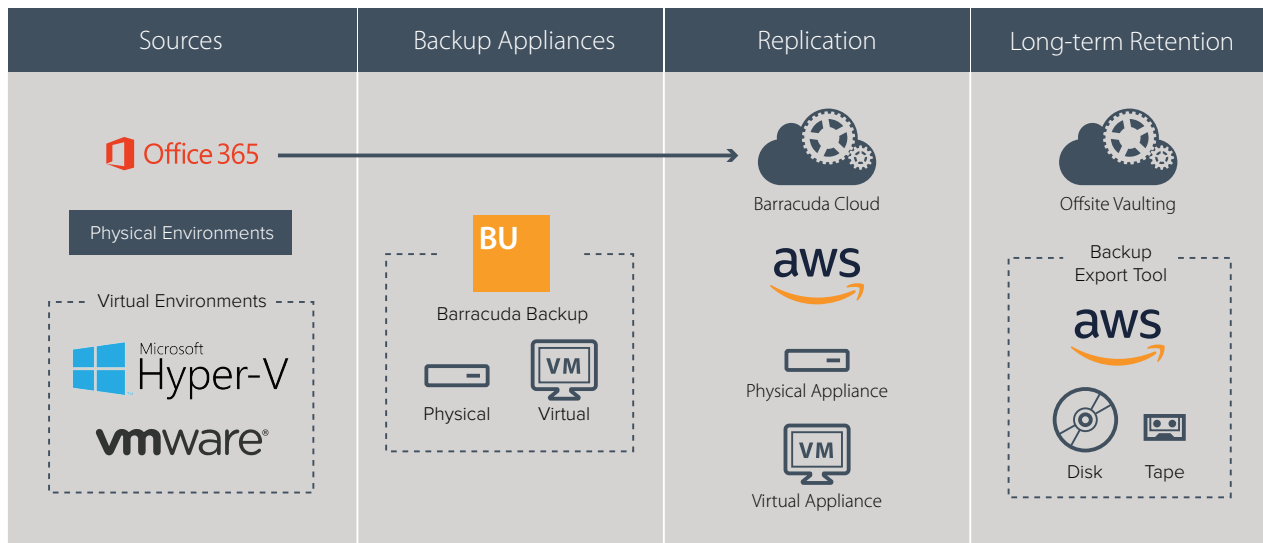 Sources
Backup Appliances
Replication
Long-term Retention
Office 365
Physical Environments
Virtual Environments
Microsoft
Hyper-V
™
vmware®
BU
Barracuda Backup
VM
Physical
Virtual
Barracuda Cloud
aws
Physical Appliance
VM
Virtual Appliance
Offsite Vaulting
Backup
Export Tool
aws
Disk
Tape